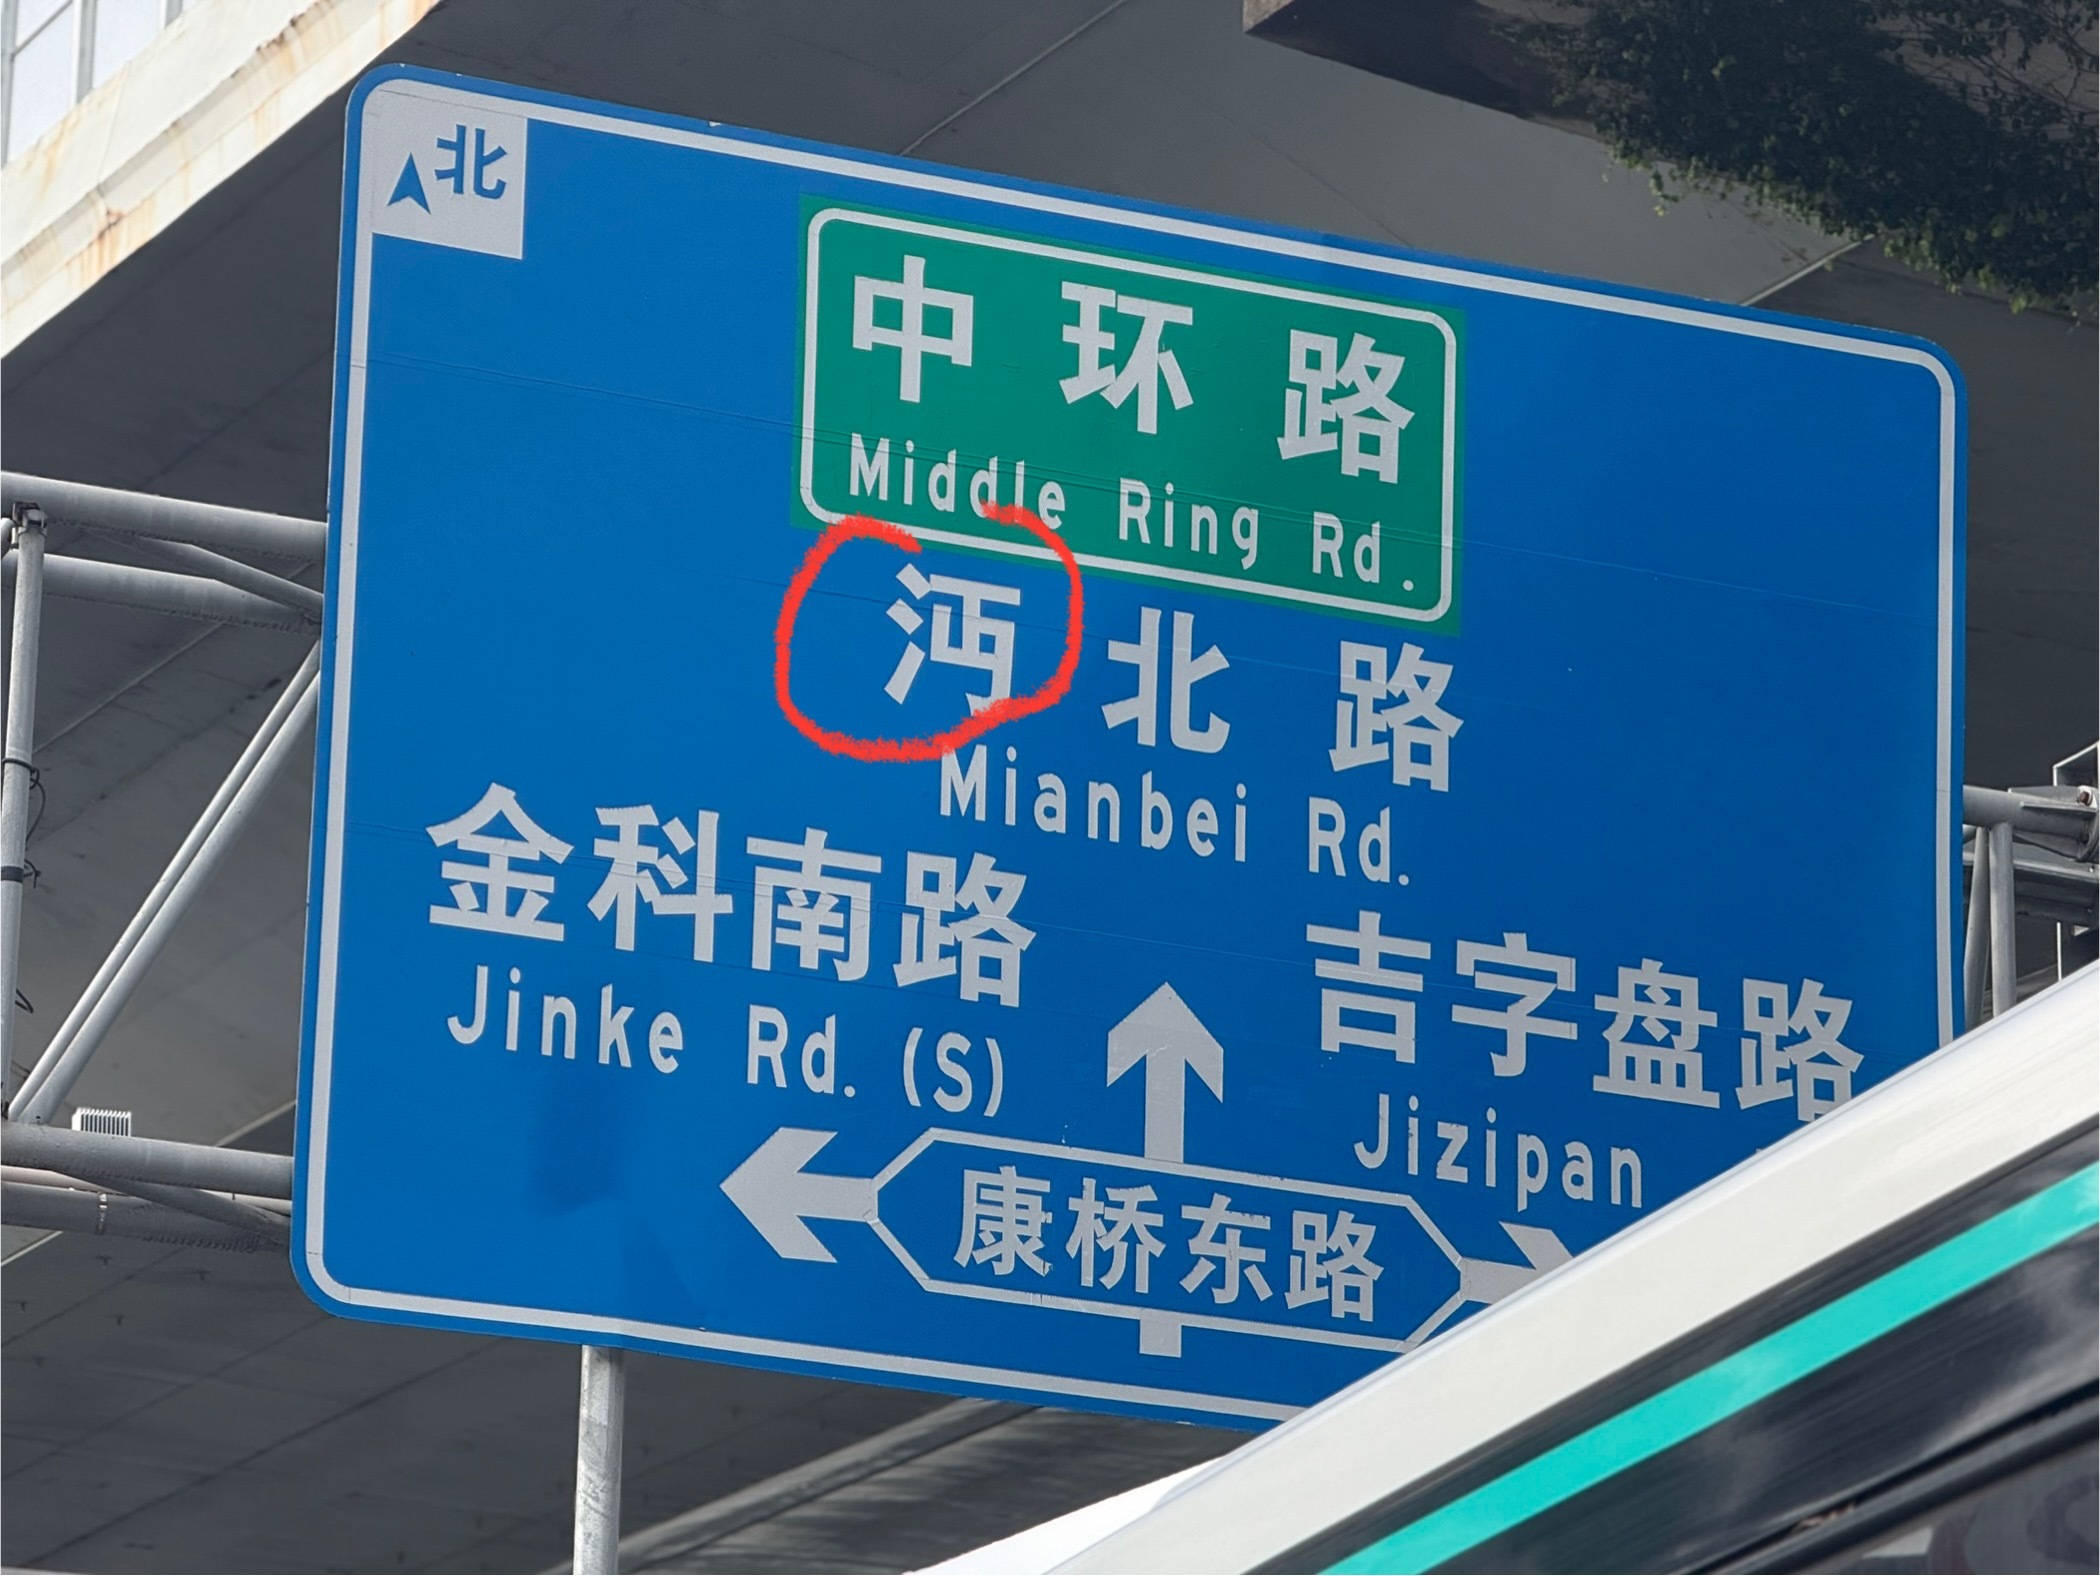 北
中环路
Middle Ring Rd.
沔北路
Mianbei Rd.
金科南路
Jinke Rd. (S)
吉字盘路
Jizipan
康桥东路